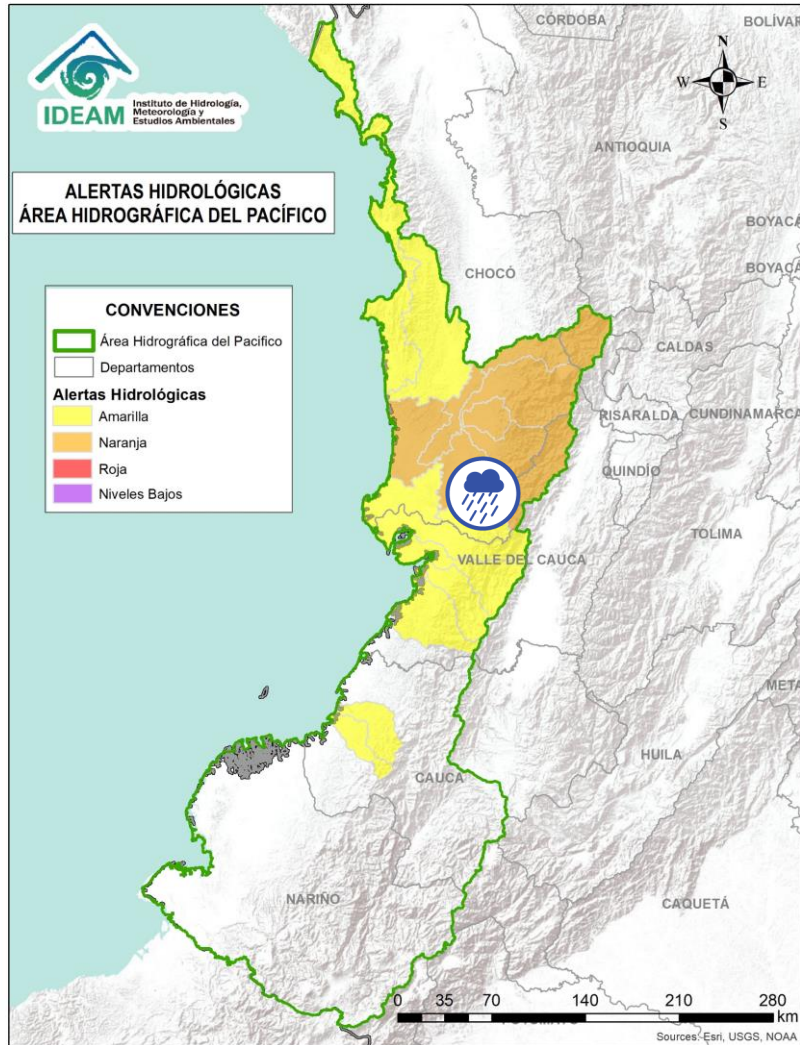 IDEAM
Instituto de Hidrología,
Meteorología y
Estudios Ambientales
ALERTAS HIDROLÓGICAS
ÁREA HIDROGRÁFICA DEL PACÍFICO
CONVENCIONES
Área Hidrográfica del Pacifico
Departamentos
Alertas Hidrológicas
Amarilla
Naranja
Roja
Niveles Bajos
N
W E
S
CÓRDOBA
BOLÍVAR
ANTIOQUIA
BOYACÁ
CHOCÓ
BOYACÁ
CALDAS
RISARALDA
CUNDINAMARCA
QUINDÍO
TOLIMA
VALLE DEL CAUCA
META
HUILA
CAUCA
NARIÑO
CAQUETÁ
0 35 70 140 210 280
km
Sources: Esri, USGS, NOAA